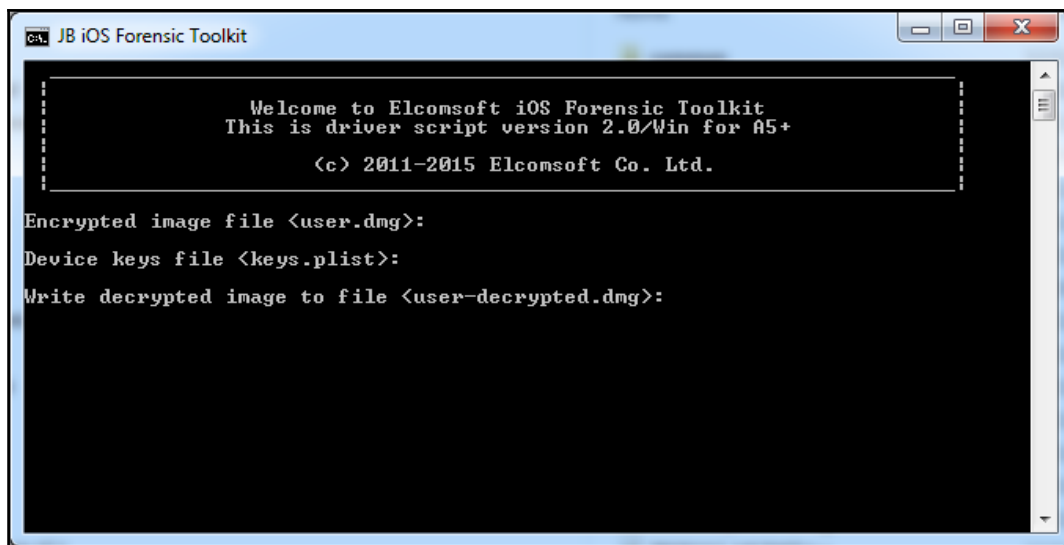 JB iOS Forensic Toolkit
Welcome to Elcomsoft iOS Forensic Toolkit
This is driver script version 2.0/Win for A5+
(c) 2011-2015 Elcomsoft Co. Ltd.
Encrypted image file <user.dmg>:
Device keys file <keys.plist>:
Write decrypted image to file <user-decrypted.dmg>: